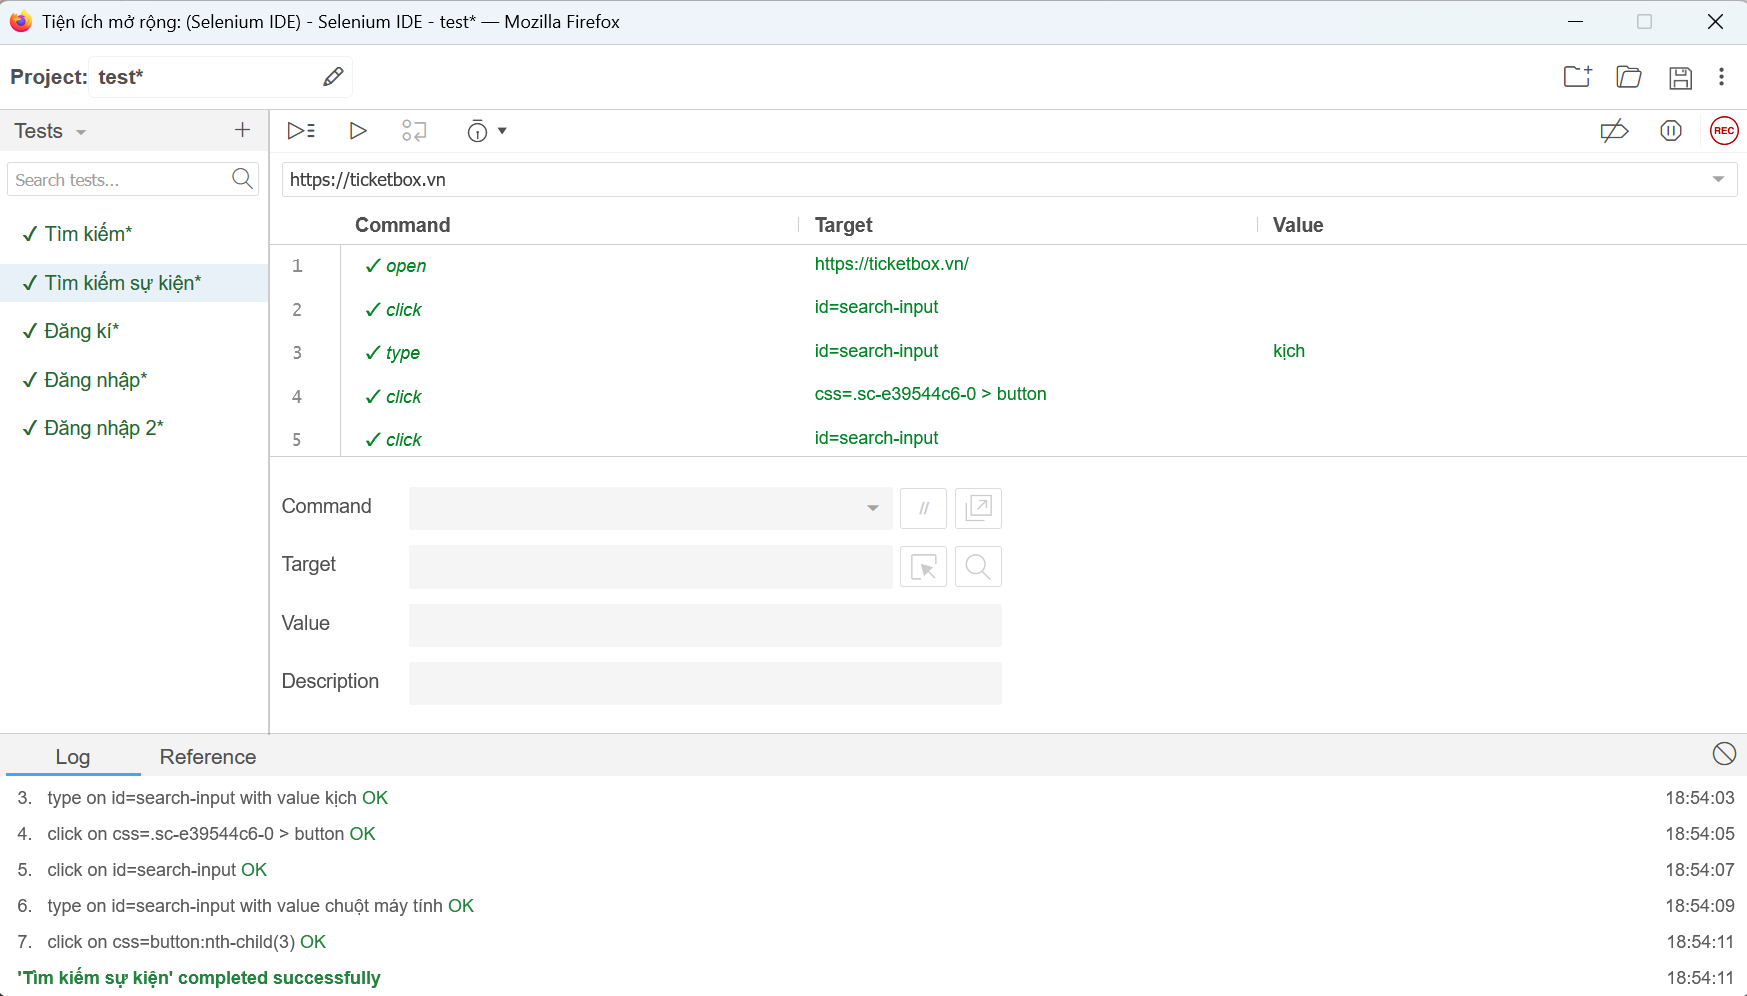 Tiện ích mở rộng: (Selenium IDE) - Selenium IDE - test* — Mozilla Firefox
Project: test*
Tests
Search tests...
✓ Tìm kiếm*
✓ Tìm kiếm sự kiện*
✓ Đăng kí*
✓ Đăng nhập*
✓ Đăng nhập 2*
REC
https://ticketbox.vn
Command Target Value
1 ✓ open https://ticketbox.vn/
2 ✓ click id=search-input
3 ✓ type id=search-input kịch
4 ✓ click css=.sc-e39544c6-0 > button
5 ✓ click id=search-input
Command //
Target
Value
Description
Log Reference
3. type on id=search-input with value kịch OK 18:54:03
4. click on css=.sc-e39544c6-0 > button OK 18:54:05
5. click on id=search-input OK 18:54:07
6. type on id=search-input with value chuột máy tính OK 18:54:09
7. click on css=button:nth-child(3) OK 18:54:11
'Tìm kiếm sự kiện' completed successfully 18:54:11